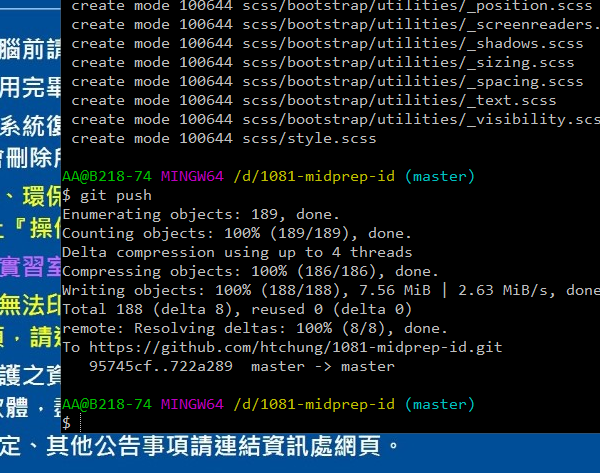 create mode 100644 scss/bootstrap/utilities/_position.scss
create mode 100644 scss/bootstrap/utilities/_screenreaders.
create mode 100644 scss/bootstrap/utilities/_shadows.scss
create mode 100644 scss/bootstrap/utilities/_sizing.scss
create mode 100644 scss/bootstrap/utilities/_spacing.scss
create mode 100644 scss/bootstrap/utilities/_text.scss
create mode 100644 scss/bootstrap/utilities/_visibility.scs
create mode 100644 scss/style.scss
AA@B218-74 MINGW64 /d/1081-midprep-id (master)
$ git push
Enumerating objects: 189, done.
Counting objects: 100% (189/189), done.
Delta compression using up to 4 threads
Compressing objects: 100% (186/186), done.
Writing objects: 100% (188/188), 7.56 MiB | 2.63 MiB/s, done
Total 188 (delta 8), reused 0 (delta 0)
remote: Resolving deltas: 100% (8/8), done.
To https://github.com/htchung/1081-midprep-id.git
95745cf..722a289 master -> master
AA@B218-74 MINGW64 /d/1081-midprep-id (master)
$
腦前請
用完畢
系統復
會刪除所
、環保
『操作
實習室
無法印
，請
護之資
軟體，
定、其他公告事項請連結資訊處網頁。